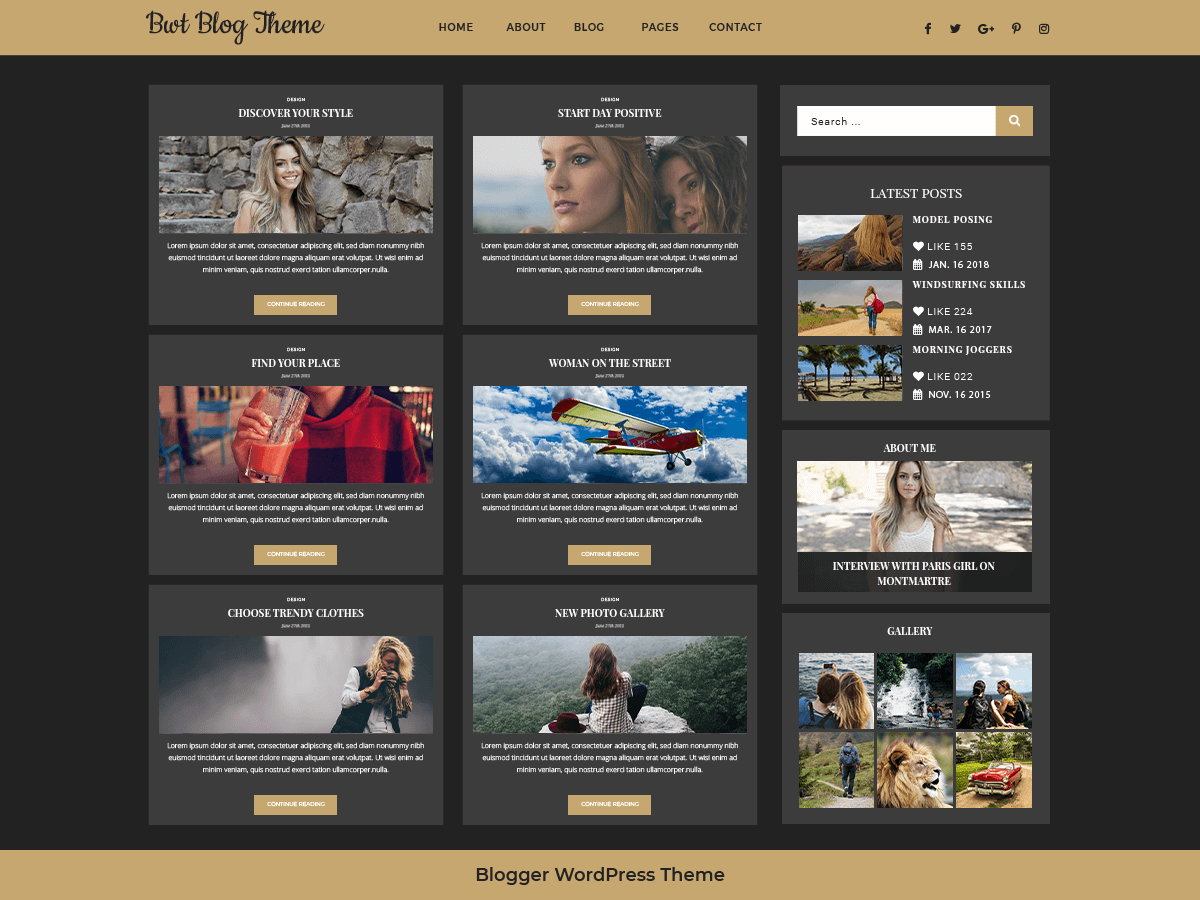 Bwt Blog Theme
HOME ABOUT BLOG PAGES CONTACT
DESIGN
DISCOVER YOUR STYLE
June 27th 2015
Lorem ipsum dolor sit amet, consectetuer adipiscing elit, sed diam nonummy nibh
euismod tincidunt ut laoreet dolore magna aliquam erat volutpat. Ut wisi enim ad
minim veniam, quis nostrud exerci tation ullamcorper.nulla.
CONTINUE READING
DESIGN
START DAY POSITIVE
June 27th 2015
Lorem ipsum dolor sit amet, consectetuer adipiscing elit, sed diam nonummy nibh
euismod tincidunt ut laoreet dolore magna aliquam erat volutpat. Ut wisi enim ad
minim veniam, quis nostrud exerci tation ullamcorper.nulla.
CONTINUE READING
DESIGN
FIND YOUR PLACE
June 27th 2015
Lorem ipsum dolor sit amet, consectetuer adipiscing elit, sed diam nonummy nibh
euismod tincidunt ut laoreet dolore magna aliquam erat volutpat. Ut wisi enim ad
minim veniam, quis nostrud exerci tation ullamcorper.nulla.
CONTINUE READING
DESIGN
WOMAN ON THE STREET
June 27th 2015
Lorem ipsum dolor sit amet, consectetuer adipiscing elit, sed diam nonummy nibh
euismod tincidunt ut laoreet dolore magna aliquam erat volutpat. Ut wisi enim ad
minim veniam, quis nostrud exerci tation ullamcorper.nulla.
CONTINUE READING
DESIGN
CHOOSE TRENDY CLOTHES
June 27th 2015
Lorem ipsum dolor sit amet, consectetuer adipiscing elit, sed diam nonummy nibh
euismod tincidunt ut laoreet dolore magna aliquam erat volutpat. Ut wisi enim ad
minim veniam, quis nostrud exerci tation ullamcorper.nulla.
CONTINUE READING
DESIGN
NEW PHOTO GALLERY
June 27th 2015
Lorem ipsum dolor sit amet, consectetuer adipiscing elit, sed diam nonummy nibh
euismod tincidunt ut laoreet dolore magna aliquam erat volutpat. Ut wisi enim ad
minim veniam, quis nostrud exerci tation ullamcorper.nulla.
CONTINUE READING
Search ...
LATEST POSTS
MODEL POSING
LIKE 155
JAN. 16 2018
WINDSURFING SKILLS
LIKE 224
MAR. 16 2017
MORNING JOGGERS
LIKE 022
NOV. 16 2015
ABOUT ME
INTERVIEW WITH PARIS GIRL ON
MONTMARTRE
GALLERY
Blogger WordPress Theme